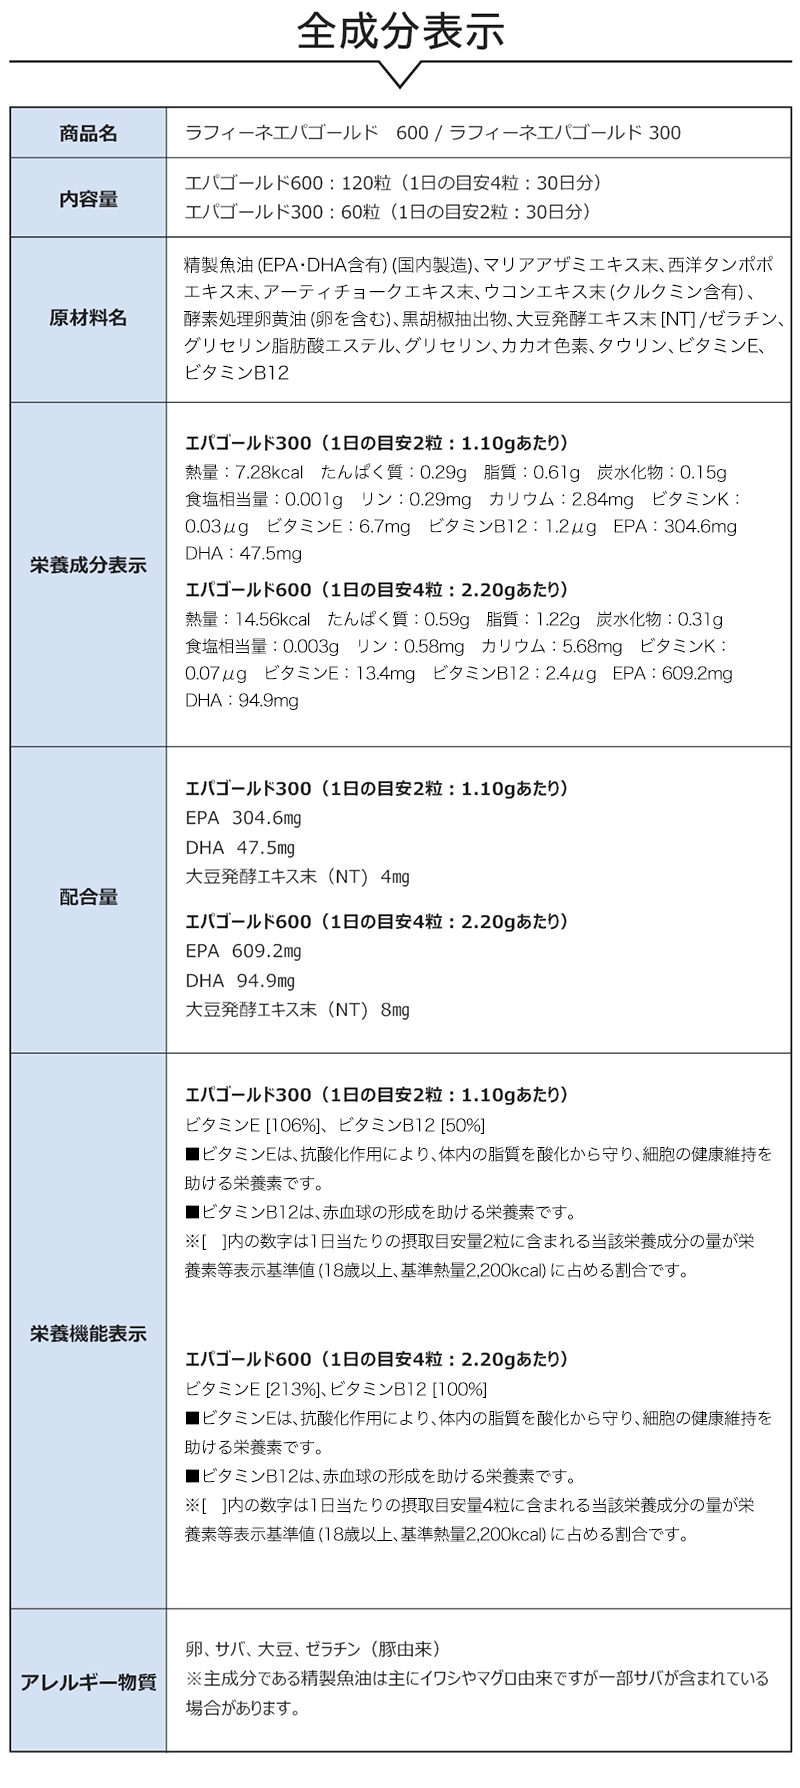 全成分表示
商品名
ラフィーネエパゴールド　600 / ラフィーネエパゴールド 300
内容量
エパゴールド600：120粒（1日の目安4粒：30日分）
エパゴールド300：60粒（1日の目安2粒：30日分）
原材料名
精製魚油 (EPA・DHA含有) (国内製造)、マリアアザミエキス末、西洋タンポポ
エキス末、アーティチョークエキス末、ウコンエキス末 (クルクミン含有) 、
酵素処理卵黄油 (卵を含む)、黒胡椒抽出物、大豆発酵エキス末 [NT] /ゼラチン、
グリセリン脂肪酸エステル、グリセリン、カカオ色素、タウリン、ビタミンE、
ビタミンB12
栄養成分表示
エパゴールド300（1日の目安2粒：1.10gあたり）
熱量：7.28kcal　たんぱく質：0.29g　脂質：0.61g　炭水化物：0.15g
食塩相当量：0.001g　リン：0.29mg　カリウム：2.84mg　ビタミンK：
0.03μg　ビタミンE：6.7mg　ビタミンB12：1.2μg　EPA：304.6mg
DHA：47.5mg
エパゴールド600（1日の目安4粒：2.20gあたり）
熱量：14.56kcal　たんぱく質：0.59g　脂質：1.22g　炭水化物：0.31g
食塩相当量：0.003g　リン：0.58mg　カリウム：5.68mg　ビタミンK：
0.07μg　ビタミンE：13.4mg　ビタミンB12：2.4μg　EPA：609.2mg
DHA：94.9mg
配合量
エパゴールド300（1日の目安2粒：1.10gあたり）
EPA  304.6㎎
DHA  47.5㎎
大豆発酵エキス末（NT）4㎎
エパゴールド600（1日の目安4粒：2.20gあたり）
EPA  609.2㎎
DHA  94.9㎎
大豆発酵エキス末（NT）8㎎
栄養機能表示
エパゴールド300（1日の目安2粒：1.10gあたり）
ビタミンE [106%]、ビタミンB12 [50%]
■ビタミンEは、抗酸化作用により、体内の脂質を酸化から守り、細胞の健康維持を
助ける栄養素です。
■ビタミンB12は、赤血球の形成を助ける栄養素です。
※[　]内の数字は1日当たりの摂取目安量2粒に含まれる当該栄養成分の量が栄
養素等表示基準値 (18歳以上、基準熱量2,200kcal) に占める割合です。
エパゴールド600（1日の目安4粒：2.20gあたり）
ビタミンE [213%]、ビタミンB12 [100%]
■ビタミンEは、抗酸化作用により、体内の脂質を酸化から守り、細胞の健康維持を
助ける栄養素です。
■ビタミンB12は、赤血球の形成を助ける栄養素です。
※[　]内の数字は1日当たりの摂取目安量4粒に含まれる当該栄養成分の量が栄
養素等表示基準値 (18歳以上、基準熱量2,200kcal) に占める割合です。
アレルギー物質
卵、サバ、大豆、ゼラチン（豚由来）
※主成分である精製魚油は主にイワシやマグロ由来ですが一部サバが含まれている
場合があります。